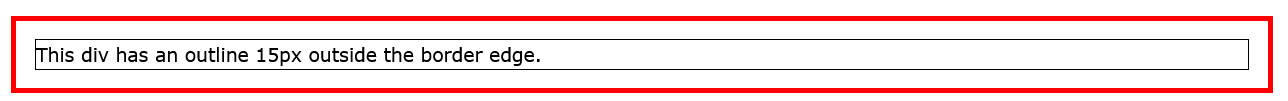 This div has an outline 15px outside the border edge.